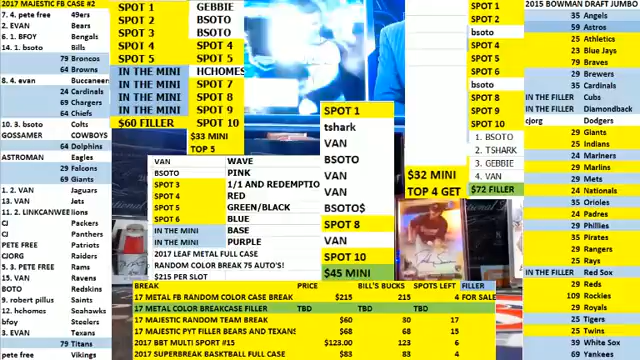 2017 MAJESTIC FB CASE #2
7. 4. pete free 49ers
2. EVAN Bears
6. 1. BFOY Bengals
14. 1. bsoto Bills
79 Broncos
64 Browns
8. 4. evan Buccaneers
24 Cardinals
69 Chargers
64 Chiefs
10. 3. bsoto Colts
GOSSAMER COWBOYS
64 Dolphins
ASTROMAN Eagles
29 Falcons
69 Giants
1. 2. VAN Jaguars
13. VAN Jets
11. 2. LINKCANWEE lions
CJ Packers
CJ Panthers
PETE FREE Patriots
CJORG Raiders
5. 3. PETE FREE Rams
15. VAN Ravens
BOTO Redskins
9. robert pillus Saints
12. hchomes Seahawks
bfoy Steelers
3. EVAN Texans
79 Titans
pete free Vikings
SPOT 1 GEBBIE
SPOT 2 BSOTO
SPOT 3 BSOTO
SPOT 4 SPOT 4
SPOT 5 SPOT 5
IN THE MINI HCHOMES
IN THE MINI SPOT 7
IN THE MINI SPOT 8
IN THE MINI SPOT 9
$60 FILLER SPOT 10
$33 MINI
TOP 5
VAN WAVE
BSOTO PINK
SPOT 3 1/1 AND REDEMPTIO
SPOT 4 RED
SPOT 5 GREEN/BLACK
SPOT 6 BLUE
IN THE MINI BASE
IN THE MINI PURPLE
2017 LEAF METAL FULL CASE
RANDOM COLOR BREAK 75 AUTO'S!
$215 PER SLOT
SPOT 1
tshark
VAN
BSOTO
VAN
VAN
BSOTO$
SPOT 8
VAN
SPOT 10
$45 MINI
$32 MINI
TOP 4 GET
SPOT 1
SPOT 2
bsoto
SPOT 4
SPOT 5
SPOT 6
bsoto
SPOT 8
SPOT 9
SPOT 10
1. BSOTO
2. TSHARK
3. GEBBIE
4. VAN
$72 FILLER
2015 BOWMAN DRAFT JUMBO
35 Angels
59 Astros
25 Athletics
23 Blue Jays
79 Braves
29 Brewers
35 Cardinals
IN THE FILLER Cubs
IN THE FILLER Diamondback
cjorg Dodgers
29 Giants
25 Indians
24 Mariners
29 Marlins
29 Mets
24 Nationals
35 Orioles
24 Padres
29 Phillies
35 Pirates
29 Rangers
25 Rays
IN THE FILLER Red Sox
29 Reds
109 Rockies
29 Royals
25 Tigers
25 Twins
59 White Sox
59 Yankees
BREAK PRICE BILL'S BUCKS SPOTS LEFT FILLER
17 METAL FB RANDOM COLOR CASE BREAK $215 215 4 FOR SALE
17 METAL COLOR BREAKCASE FILLER TBD TBD TBD
17 MAJESTIC RANDOM TEAM BREAK $60 30 17
17 MAJESTIC PYT FILLER BEARS AND TEXANS $68 68 15
2017 BBT MULTI SPORT #15 $123.00 123 6
2017 SUPERBREAK BASKTBALL FULL CASE $83 83 4